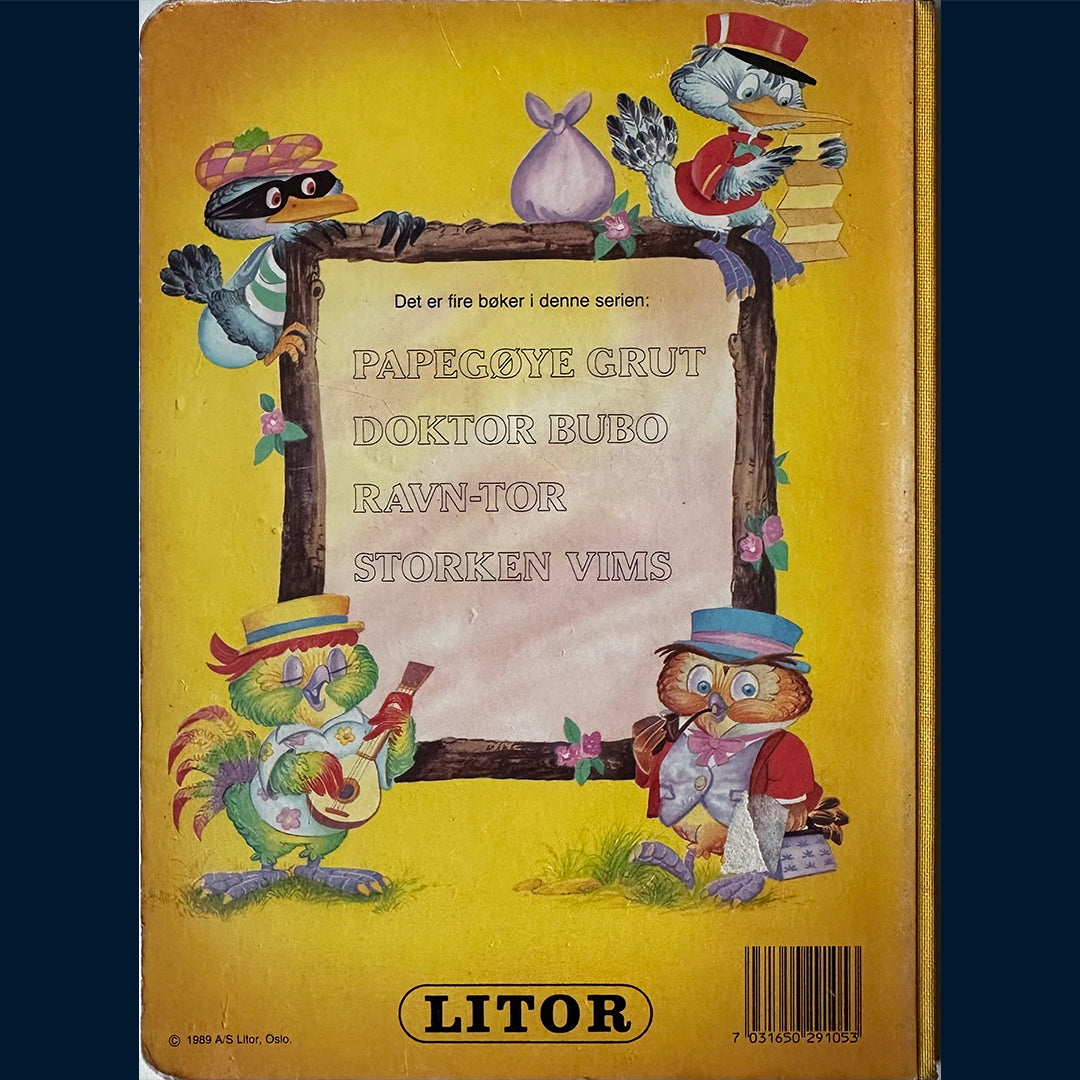 Det er fire bøker i denne serien:
PAPEGØYE GRUT
DOKTOR BUBO
RAVN-TOR
STORKEN VIMS
LITOR
© 1989 A/S Litor, Oslo.
7 031650 291053